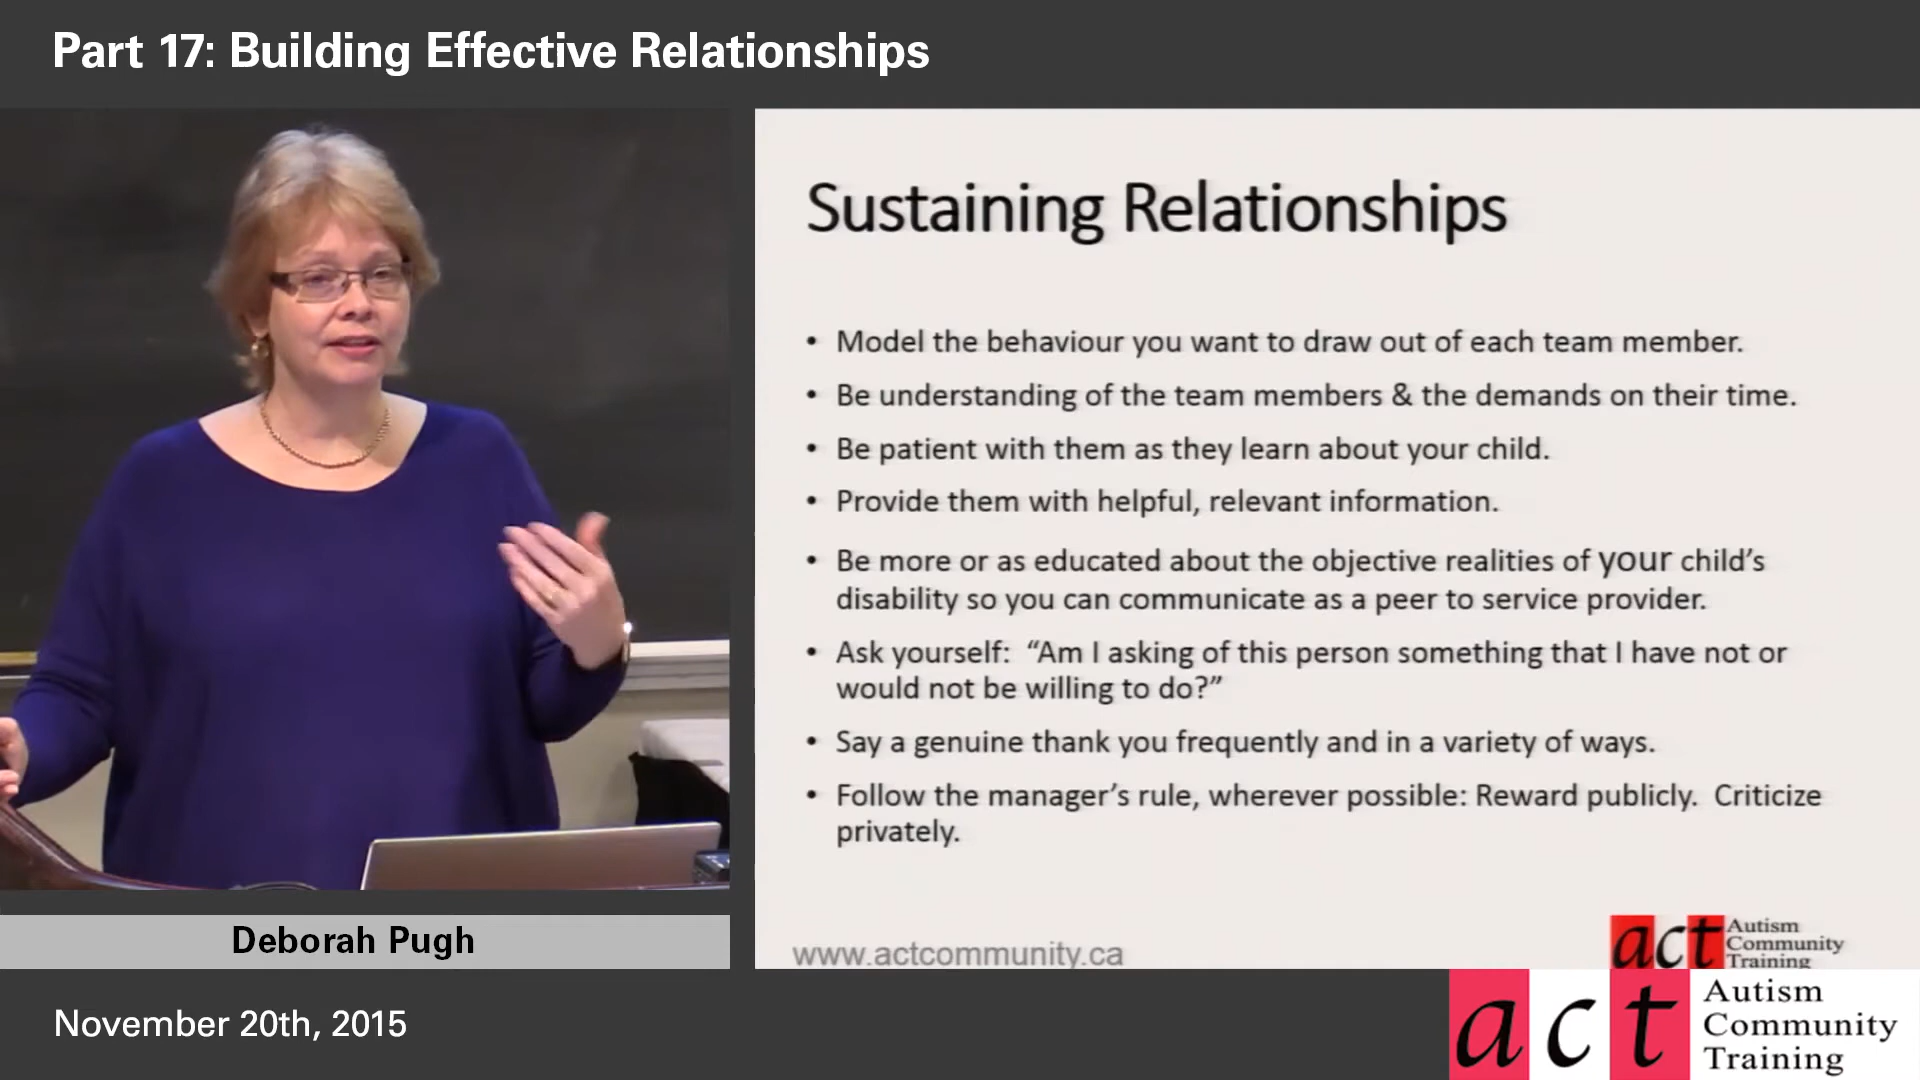 Part 17: Building Effective Relationships
Sustaining Relationships
• Model the behaviour you want to draw out of each team member.
• Be understanding of the team members & the demands on their time.
• Be patient with them as they learn about your child.
• Provide them with helpful, relevant information.
• Be more or as educated about the objective realities of your child’s
disability so you can communicate as a peer to service provider.
• Ask yourself:  “Am I asking of this person something that I have not or
would not be willing to do?”
• Say a genuine thank you frequently and in a variety of ways.
• Follow the manager’s rule, wherever possible: Reward publicly.  Criticize
privately.
www.actcommunity.ca
act
Autism
Community
Training
Deborah Pugh
November 20th, 2015
act
Autism
Community
Training